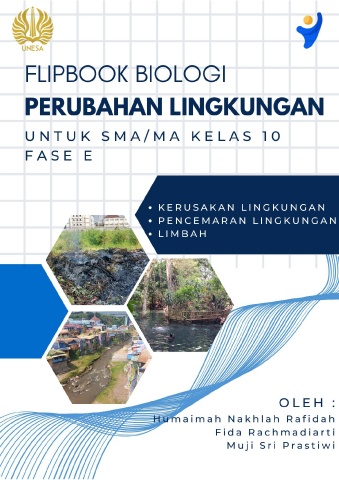 UNESA
FLIPBOOK BIOLOGI
PERUBAHAN LINGKUNGAN
UNTUK SMA/MA KELAS 10
FASE E
• KERUSAKAN LINGKUNGAN
• PENCEMARAN LINGKUNGAN
• LIMBAH
OLEH :
Humaimah Nakhlah Rafidah
Fida Rachmadiarti
Muji Sri Prastiwi